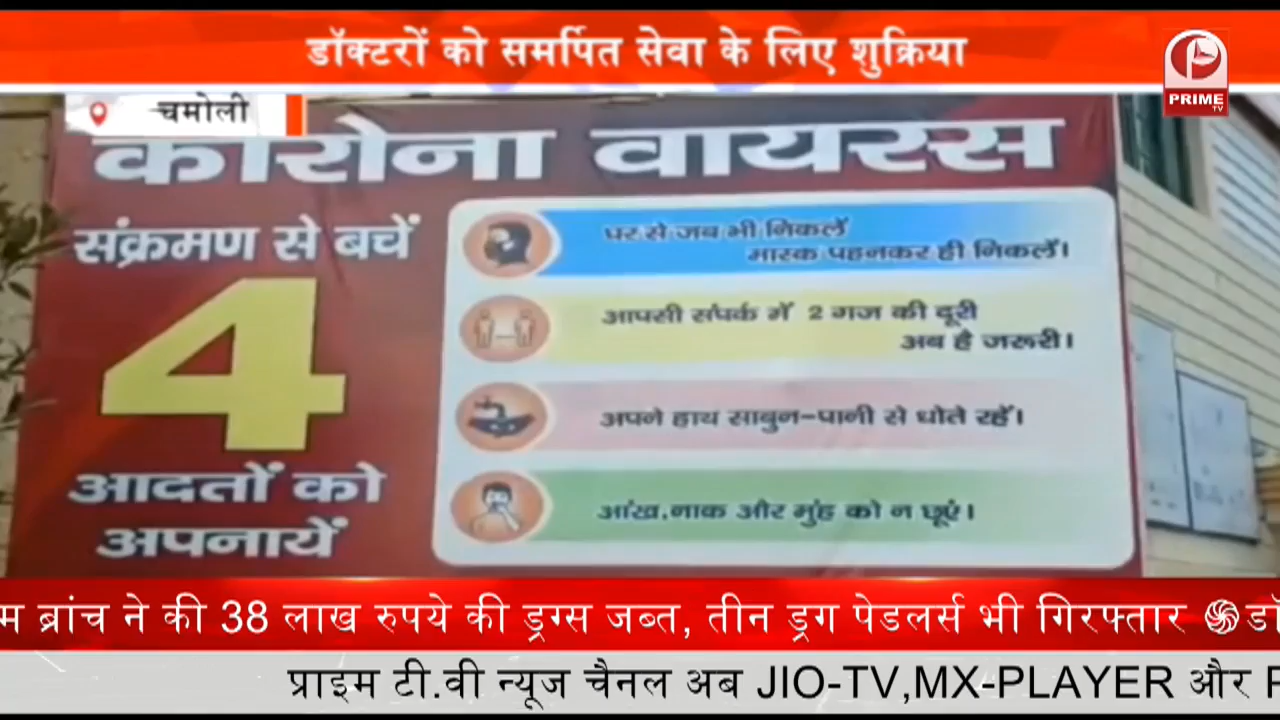 डॉक्टरों को समर्पित सेवा के लिए शुक्रिया
PRIME
TV
चमोली
कोरोना वायरस
संक्रमण से बचें
4
आदतों को
अपनायें
घर से जब भी निकलें
मास्क पहनकर ही निकलें।
आपसी संपर्क में 2 गज की दूरी
अब है जरूरी।
अपने हाथ साबुन-पानी से धोते रहें।
आंख,नाक और मुंह को न छूएं।
म ब्रांच ने की 38 लाख रुपये की ड्रग्स जब्त, तीन ड्रग पेडलर्स भी गिरफ्तार डॉ
प्राइम टी.वी न्यूज चैनल अब JIO-TV,MX-PLAYER और